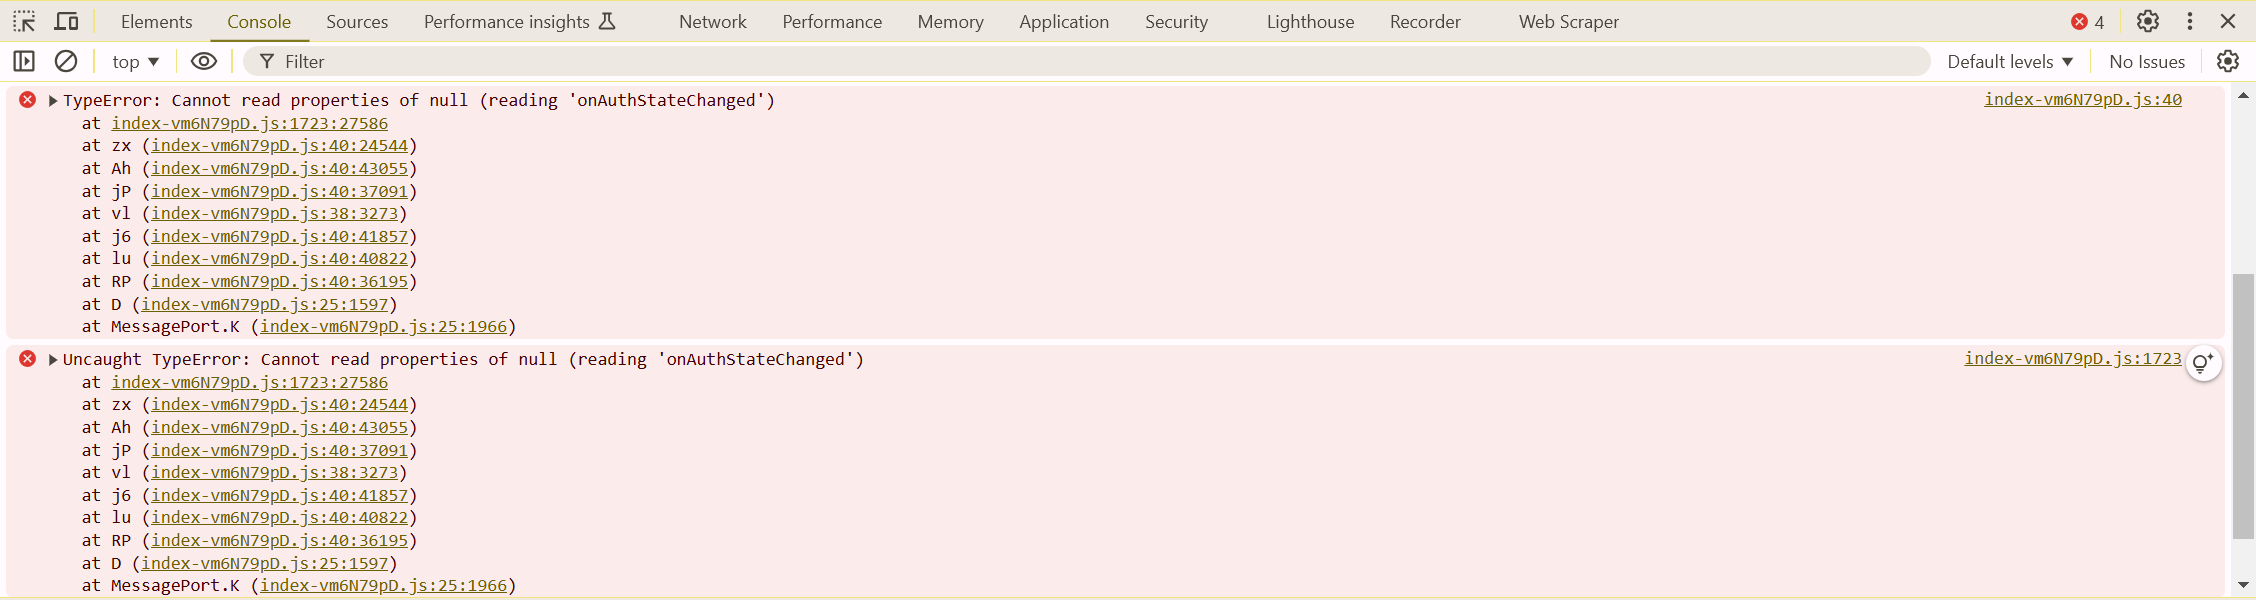 Elements Console Sources Performance insights Network Performance Memory Application Security Lighthouse Recorder Web Scraper 4
top Filter Default levels No Issues
TypeError: Cannot read properties of null (reading 'onAuthStateChanged') index-vm6N79pD.js:40
at index-vm6N79pD.js:1723:27586
at zx (index-vm6N79pD.js:40:24544)
at Ah (index-vm6N79pD.js:40:43055)
at jP (index-vm6N79pD.js:40:37091)
at vl (index-vm6N79pD.js:38:3273)
at j6 (index-vm6N79pD.js:40:41857)
at lu (index-vm6N79pD.js:40:40822)
at RP (index-vm6N79pD.js:40:36195)
at D (index-vm6N79pD.js:25:1597)
at MessagePort.K (index-vm6N79pD.js:25:1966)
Uncaught TypeError: Cannot read properties of null (reading 'onAuthStateChanged') index-vm6N79pD.js:1723
at index-vm6N79pD.js:1723:27586
at zx (index-vm6N79pD.js:40:24544)
at Ah (index-vm6N79pD.js:40:43055)
at jP (index-vm6N79pD.js:40:37091)
at vl (index-vm6N79pD.js:38:3273)
at j6 (index-vm6N79pD.js:40:41857)
at lu (index-vm6N79pD.js:40:40822)
at RP (index-vm6N79pD.js:40:36195)
at D (index-vm6N79pD.js:25:1597)
at MessagePort.K (index-vm6N79pD.js:25:1966)